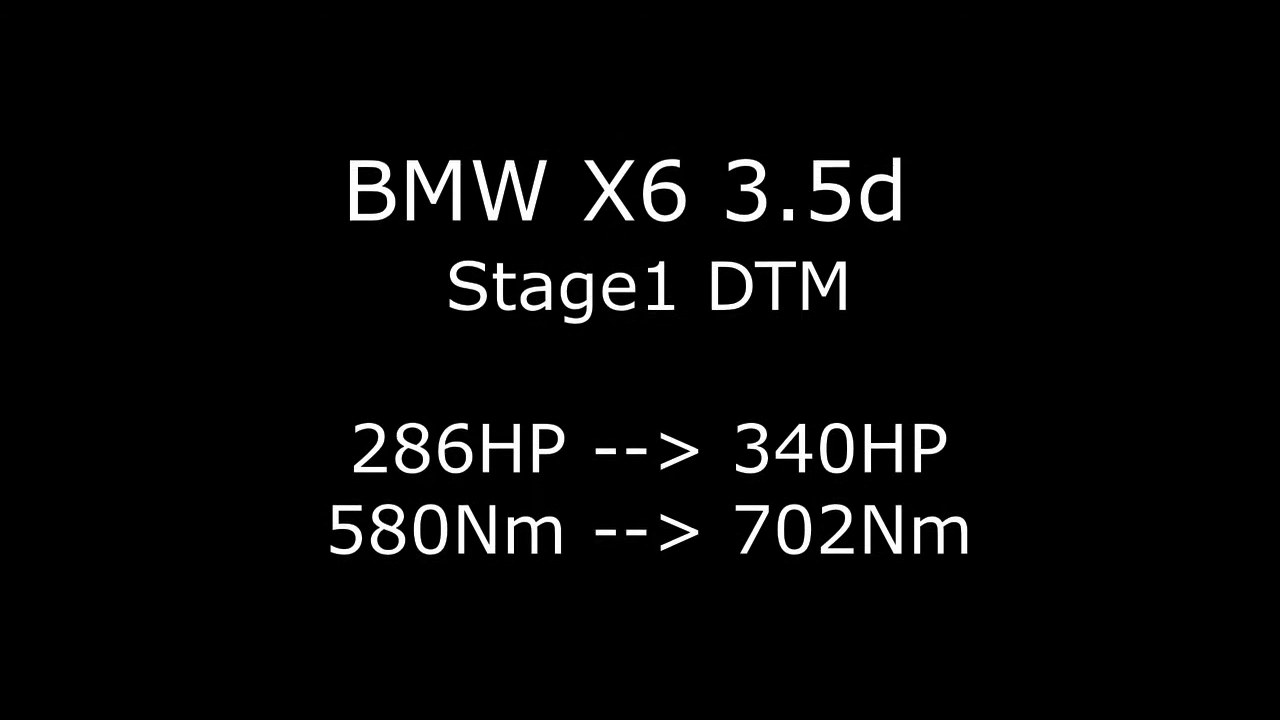 BMW X6 3.5d
Stage1 DTM
286HP --> 340HP
580Nm --> 702Nm